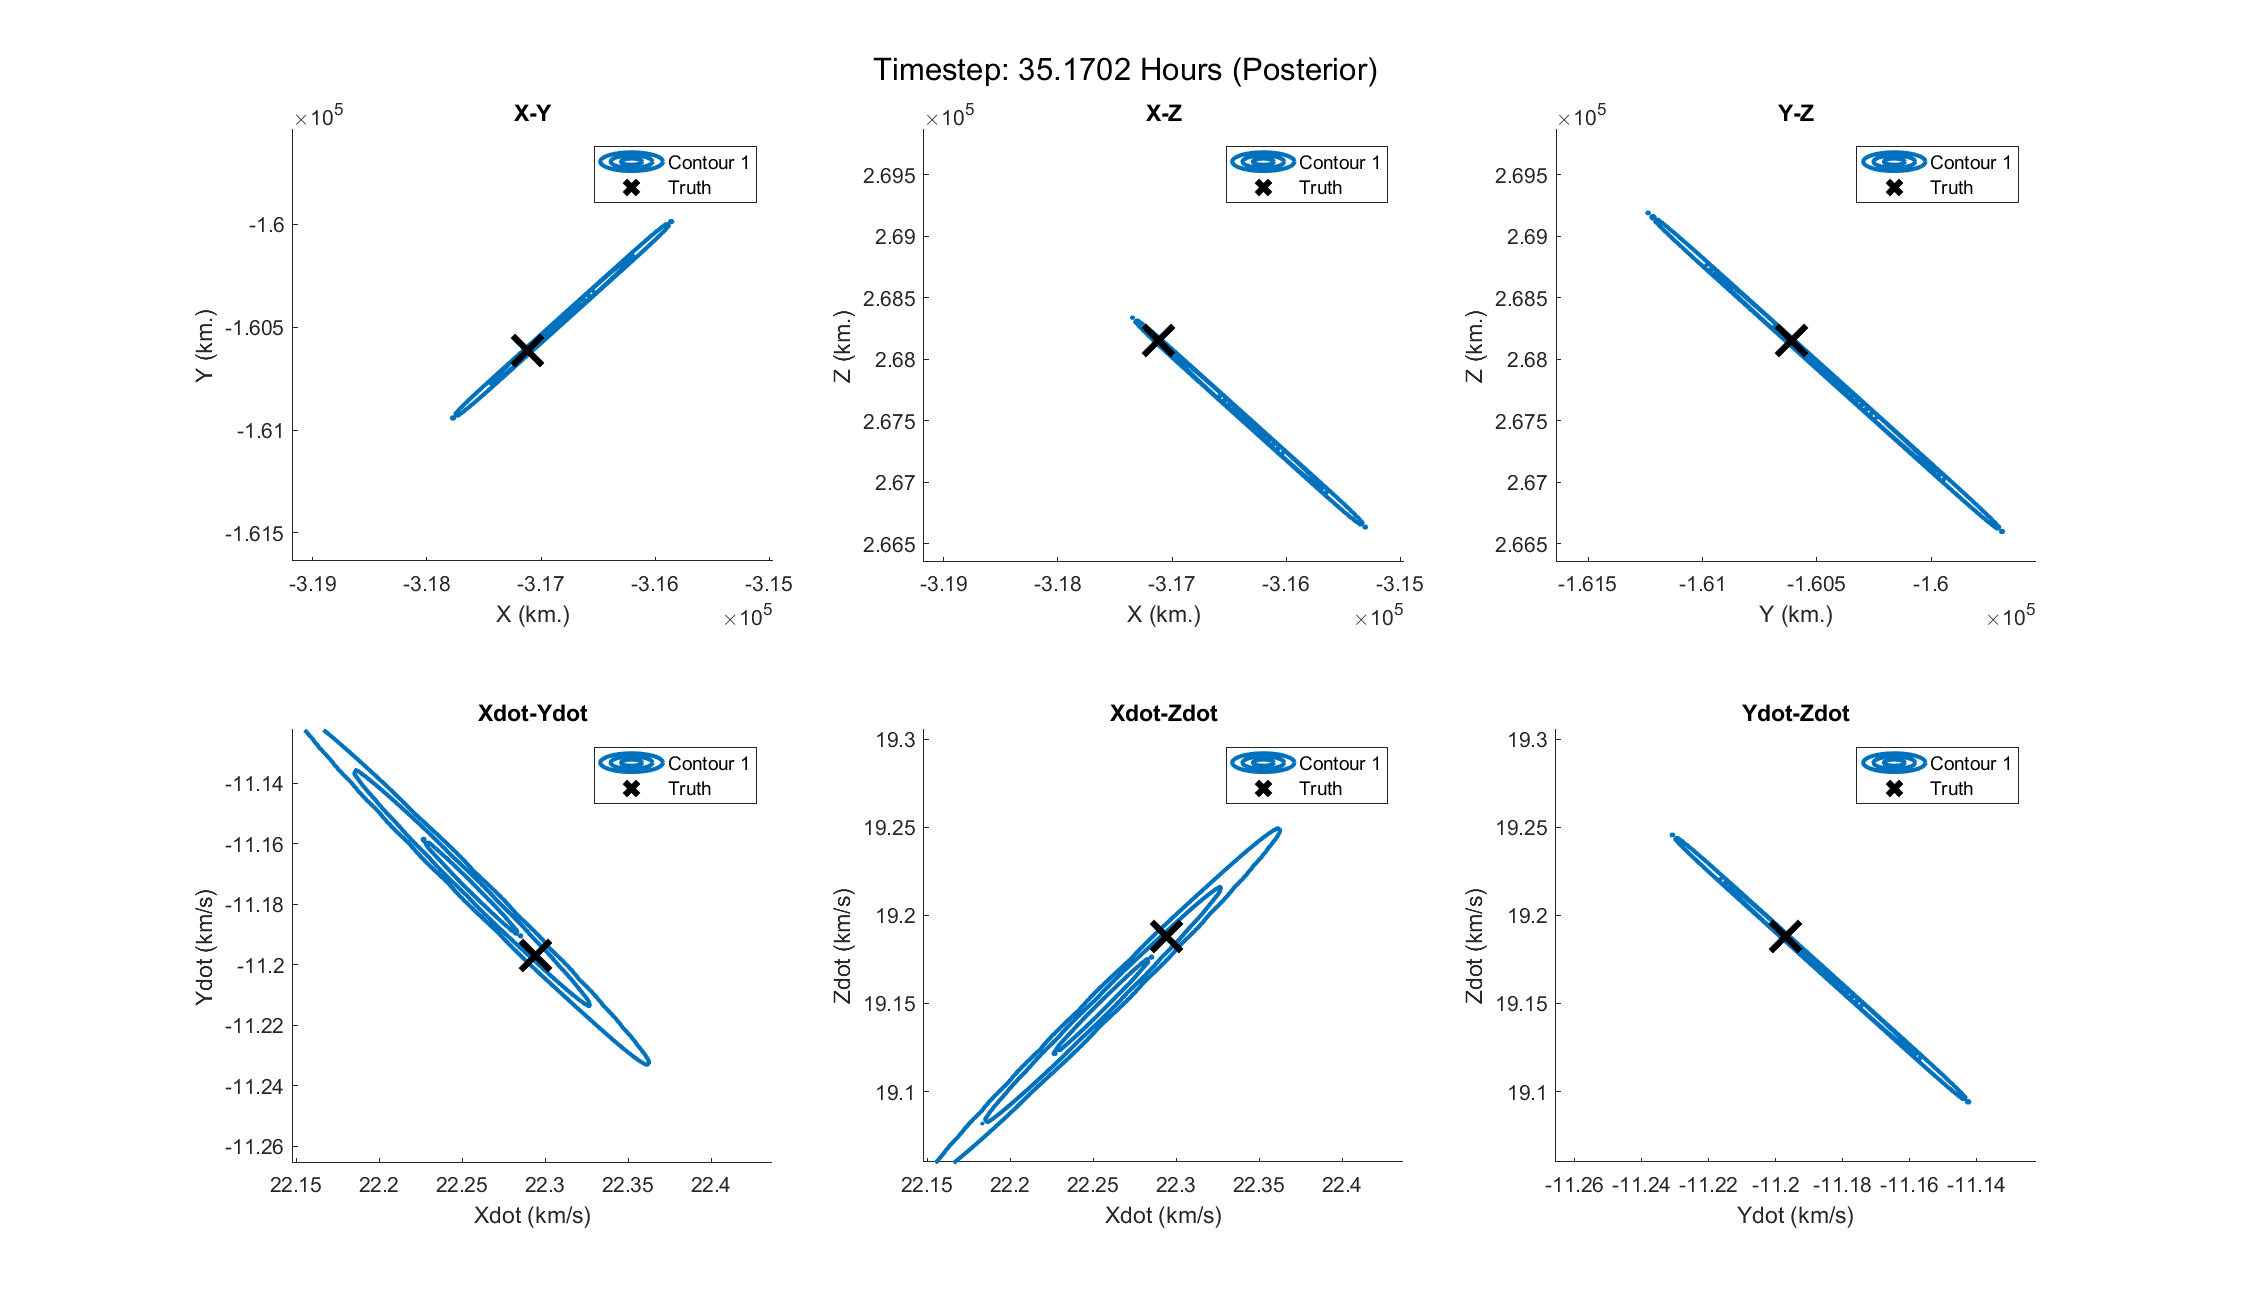 Timestep: 35.1702 Hours (Posterior)
X-Y
×10^5
Contour 1
Truth
-1.6
-1.605
-1.61
-1.615
Y (km.)
-3.19 -3.18 -3.17 -3.16 -3.15
X (km.)
×10^5
X-Z
×10^5
Contour 1
Truth
2.695
2.69
2.685
2.68
2.675
2.67
2.665
Z (km.)
-3.19 -3.18 -3.17 -3.16 -3.15
X (km.)
×10^5
Y-Z
×10^5
Contour 1
Truth
2.695
2.69
2.685
2.68
2.675
2.67
2.665
Z (km.)
-1.615 -1.61 -1.605 -1.6
Y (km.)
×10^5
Xdot-Ydot
Contour 1
Truth
-11.14
-11.16
-11.18
-11.2
-11.22
-11.24
-11.26
Ydot (km/s)
22.15 22.2 22.25 22.3 22.35 22.4
Xdot (km/s)
Xdot-Zdot
Contour 1
Truth
19.3
19.25
19.2
19.15
19.1
Zdot (km/s)
22.15 22.2 22.25 22.3 22.35 22.4
Xdot (km/s)
Ydot-Zdot
Contour 1
Truth
19.3
19.25
19.2
19.15
19.1
Zdot (km/s)
-11.26 -11.24 -11.22 -11.2 -11.18 -11.16 -11.14
Ydot (km/s)